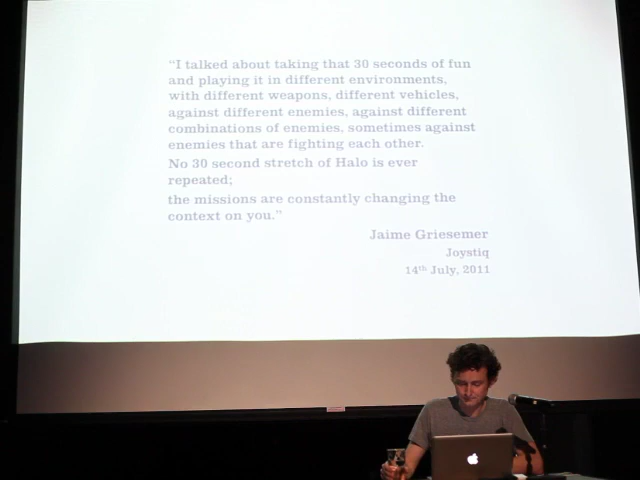 “I talked about taking that 30 seconds of fun
and playing it in different environments,
with different weapons, different vehicles,
against different enemies, against different
combinations of enemies, sometimes against
enemies that are fighting each other.
No 30 second stretch of Halo is ever
repeated;
the missions are constantly changing the
context on you.”
Jaime Griesemer
Joystiq
14th July, 2011